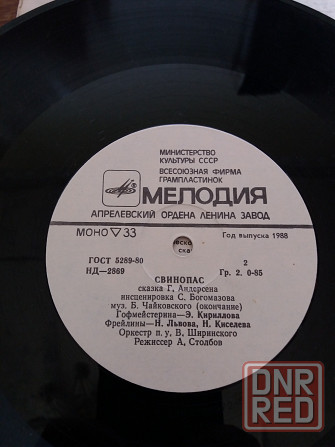 МИНИСТЕРСТВО
КУЛЬТУРЫ СССР
ВСЕСОЮЗНАЯ ФИРМА
ГРАМПЛАСТИНОК
МЕЛОДИЯ
АПРЕЛЕВСКИЙ ОРДЕНА ЛЕНИНА ЗАВОД
МОНО ▽ 33
Год выпуска 1988
ГОСТ 5289-80
2
НД—2869
Гр. 2. 0-85
СВИНОПАС
сказка Г. Андерсена
инсценировка С. Богомазова
муз. Б. Чайковского (окончание)
Гофмейстерина—Э. Кириллова
Фрейлины—Н. Львова, Н. Киселева
Оркестр п/у В. Ширинского
Режиссер А. Столбов
DNR
RED